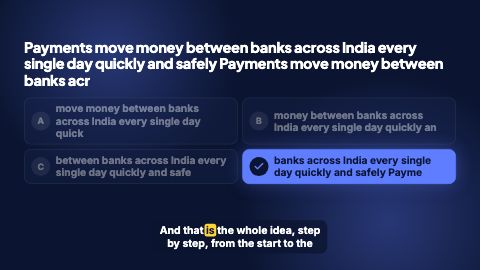 Payments move money between banks across India every
single day quickly and safely Payments move money between
banks acr
A
move money between banks
across India every single day
quick
B
money between banks across
India every single day quickly an
C
between banks across India every
single day quickly and safe
banks across India every single
day quickly and safely Payme
And that is the whole idea, step
by step, from the start to the